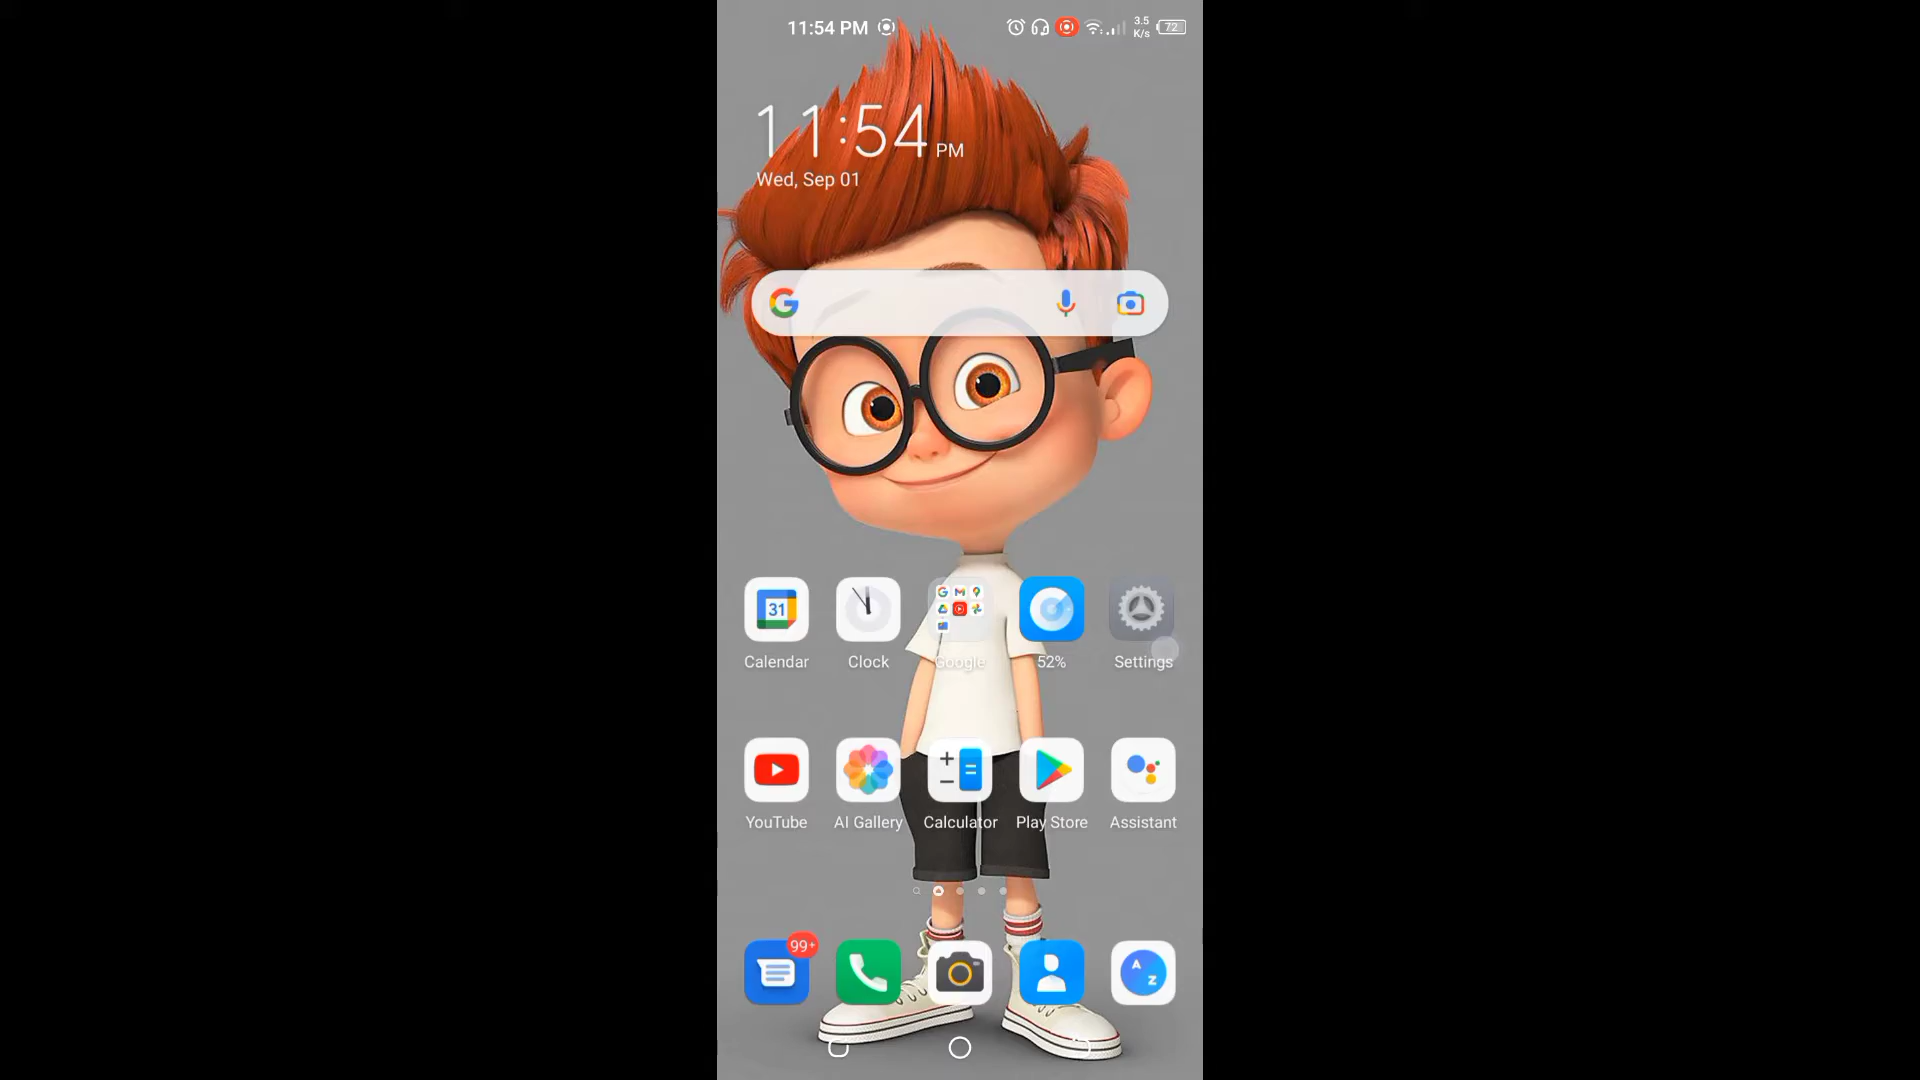 11:54 PM
3.5
K/s
72
11:54 PM
Wed, Sep 01
31
Calendar
Clock
Google
52%
Settings
YouTube
AI Gallery
Calculator
Play Store
Assistant
99+
A
Z